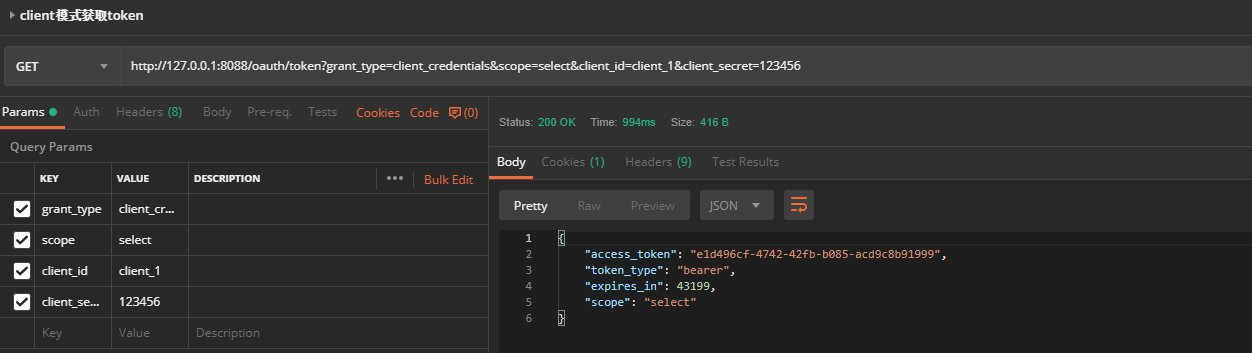 client模式获取token
GET http://127.0.0.1:8088/oauth/token?grant_type=client_credentials&scope=select&client_id=client_1&client_secret=123456
Params Auth Headers (8) Body Pre-req. Tests Cookies Code (0)
Query Params
KEY VALUE DESCRIPTION ••• Bulk Edit
grant_type client_cr...
scope select
client_id client_1
client_se... 123456
Key Value Description
Status: 200 OK Time: 994ms Size: 416 B
Body Cookies (1) Headers (9) Test Results
Pretty Raw Preview JSON
1 {
2 "access_token": "e1d496cf-4742-42fb-b085-acd9c8b91999",
3 "token_type": "bearer",
4 "expires_in": 43199,
5 "scope": "select"
6 }